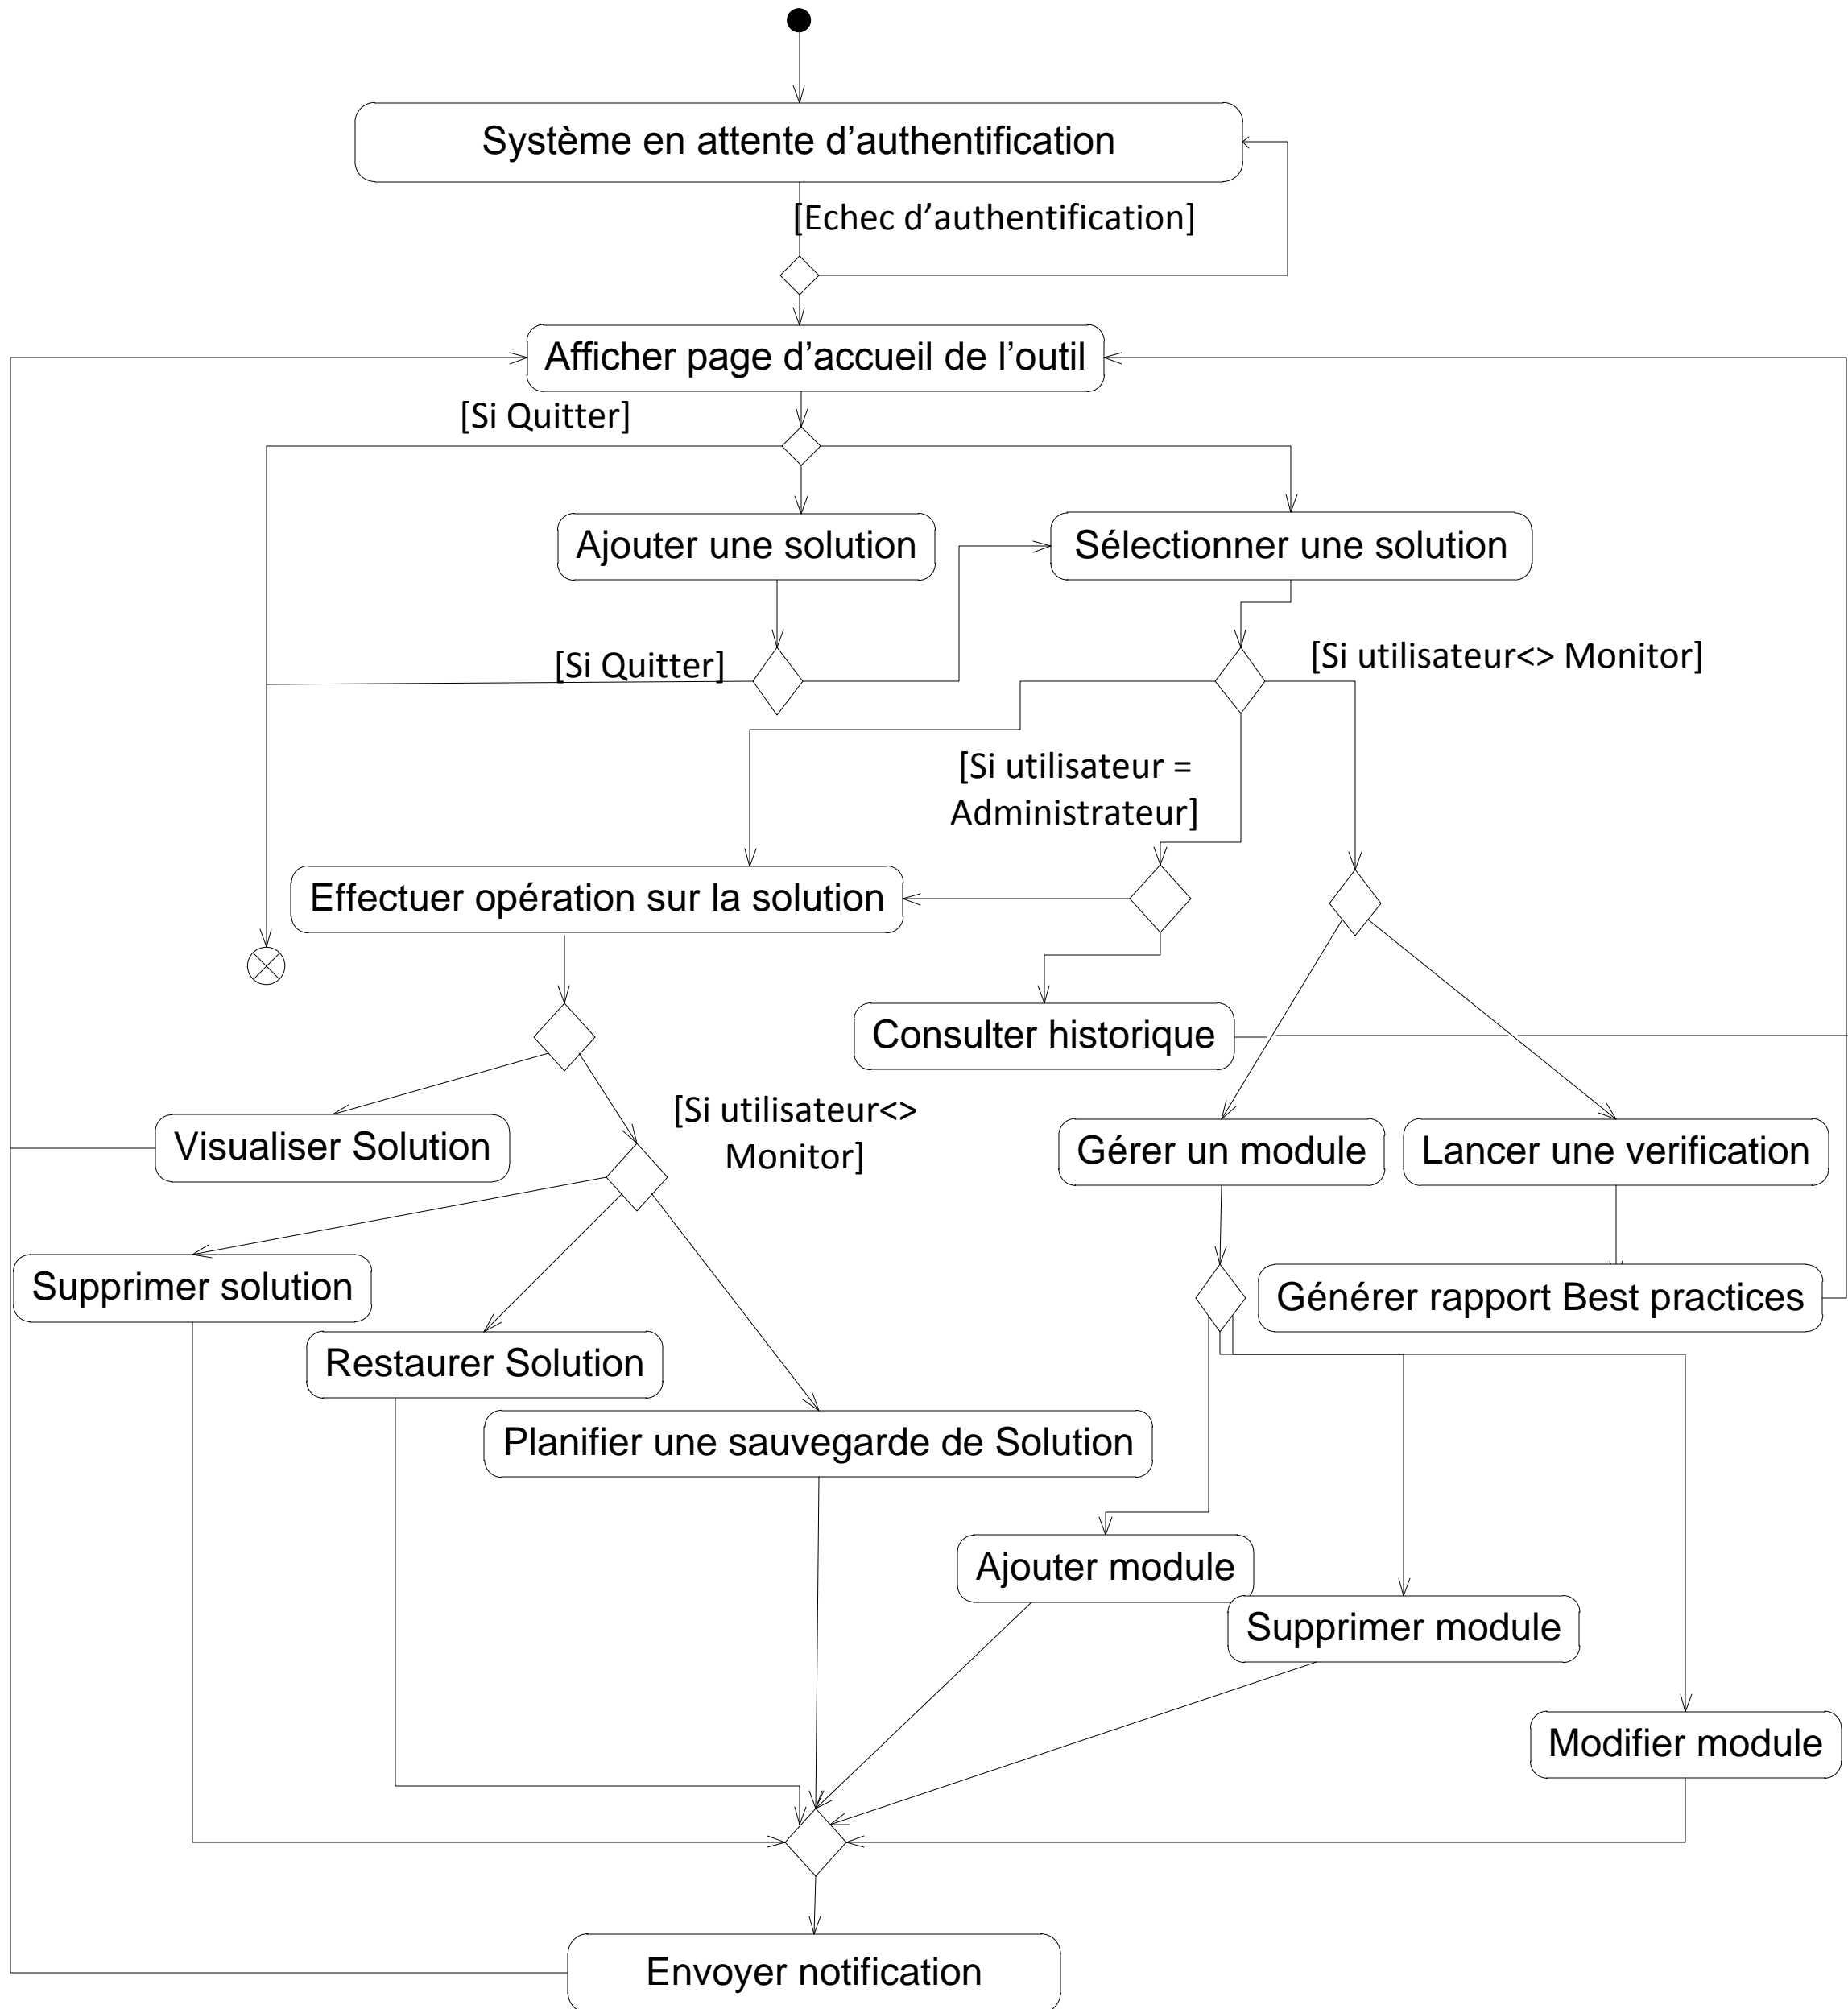 Système en attente d’authentification
[Echec d’authentification]
Afficher page d’accueil de l’outil
[Si Quitter]
Ajouter une solution
Sélectionner une solution
[Si Quitter]
[Si utilisateur<> Monitor]
[Si utilisateur =
Administrateur]
Effectuer opération sur la solution
Consulter historique
[Si utilisateur<>
Monitor]
Visualiser Solution
Gérer un module
Lancer une verification
Supprimer solution
Générer rapport Best practices
Restaurer Solution
Planifier une sauvegarde de Solution
Ajouter module
Supprimer module
Modifier module
Envoyer notification